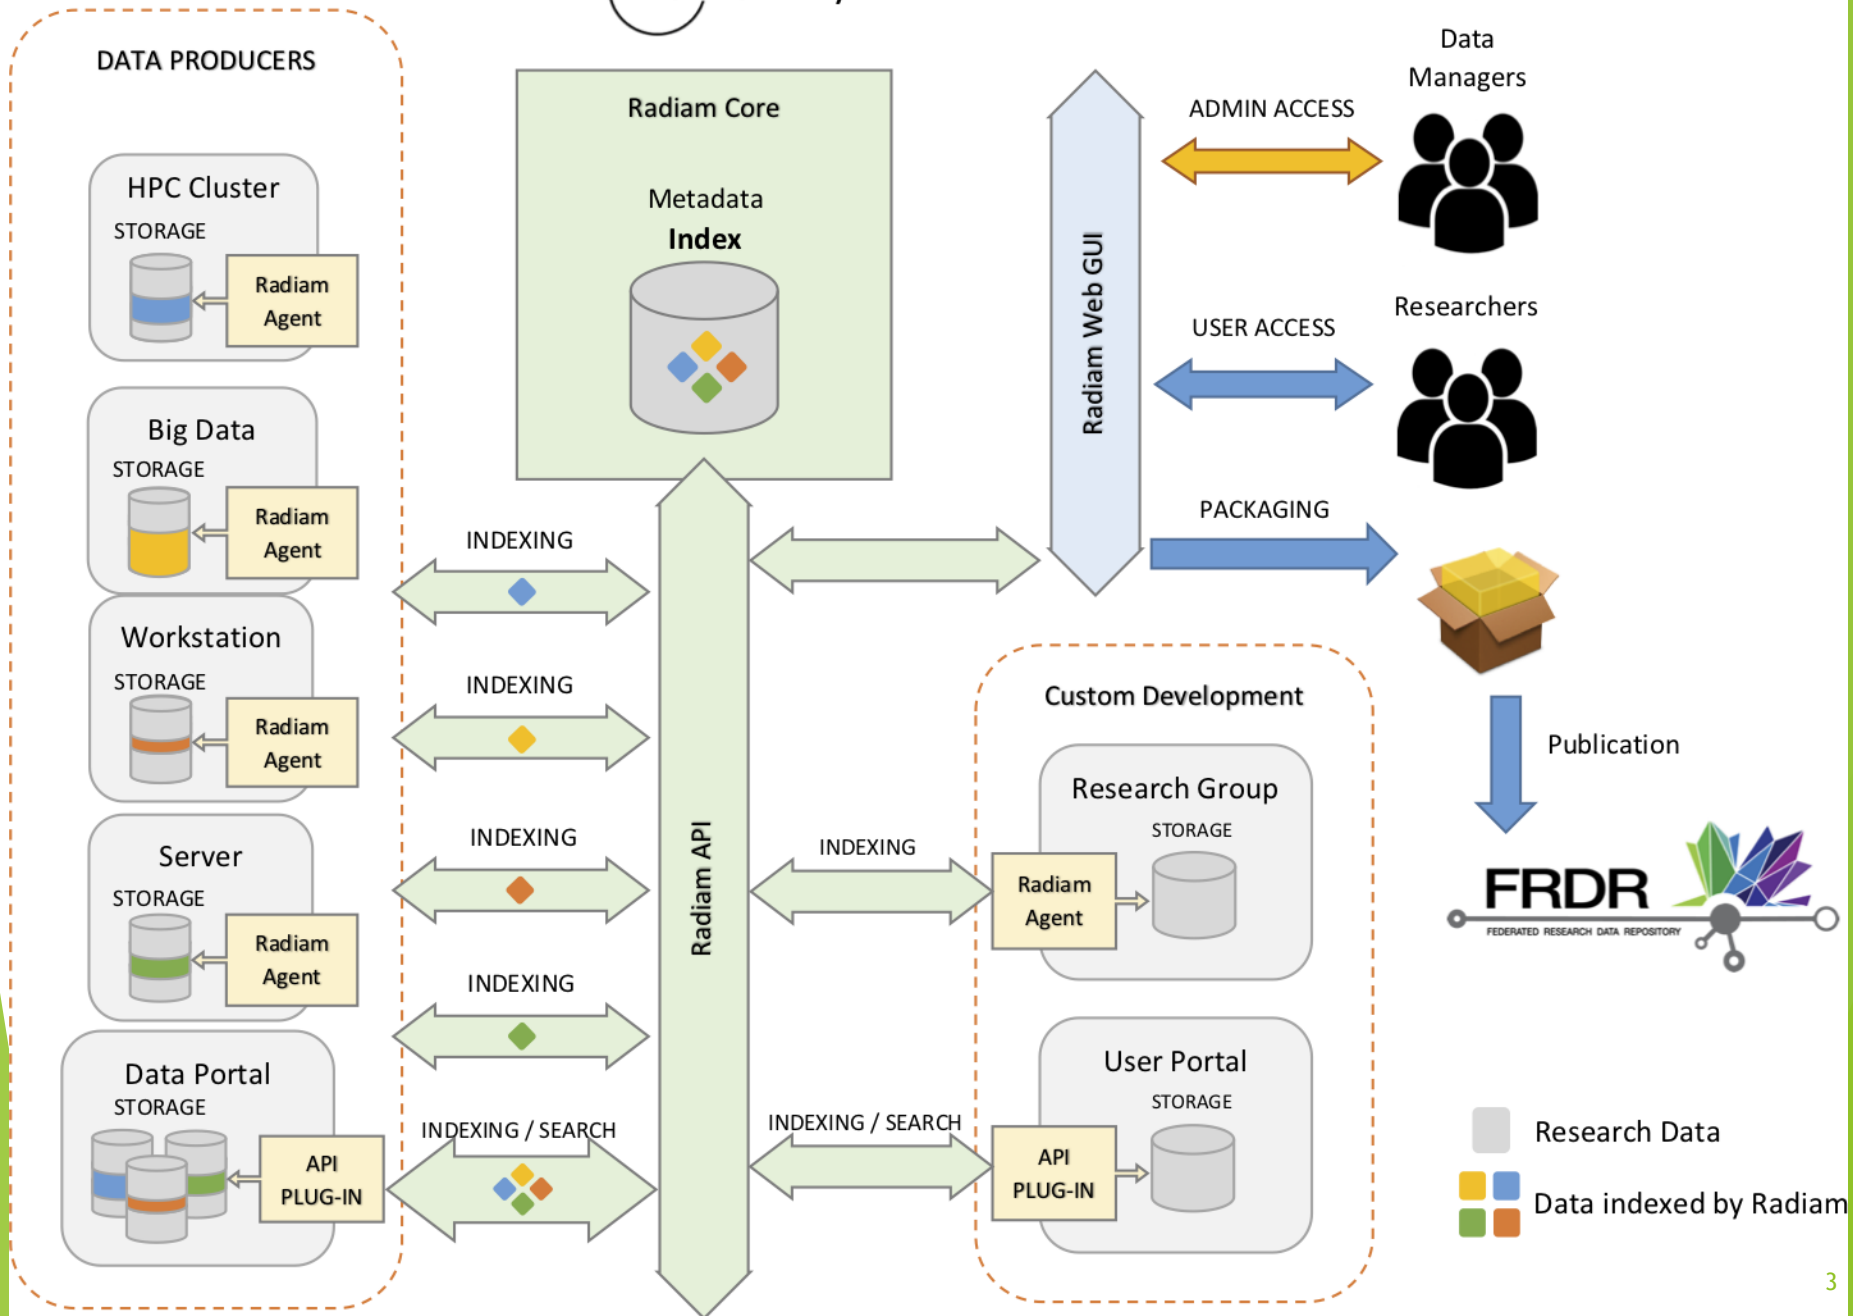 DATA PRODUCERS
HPC Cluster
STORAGE
Radiam
Agent
Big Data
STORAGE
Radiam
Agent
Workstation
STORAGE
Radiam
Agent
Server
STORAGE
Radiam
Agent
Data Portal
STORAGE
API
PLUG-IN
INDEXING
INDEXING
INDEXING
INDEXING
INDEXING / SEARCH
Radiam Core
Metadata
Index
Radiam API
Radiam Web GUI
ADMIN ACCESS
Data
Managers
USER ACCESS
Researchers
PACKAGING
Publication
FRDR
FEDERATED RESEARCH DATA REPOSITORY
Custom Development
Research Group
STORAGE
INDEXING
Radiam
Agent
User Portal
STORAGE
INDEXING / SEARCH
API
PLUG-IN
Research Data
Data indexed by Radiam
3